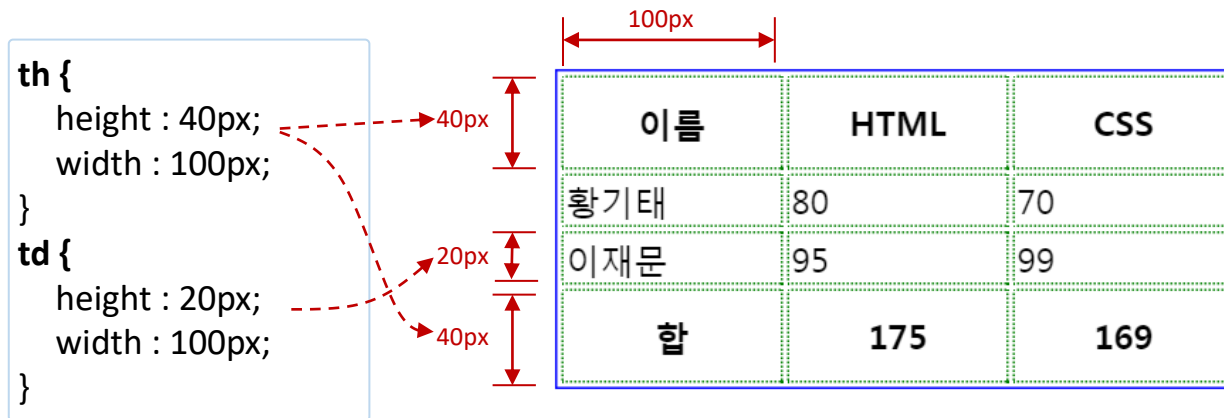 th {
height : 40px;
width : 100px;
}
td {
height : 20px;
width : 100px;
}
100px
40px
20px
40px
이름 HTML CSS
황기태 80 70
이재문 95 99
합 175 169